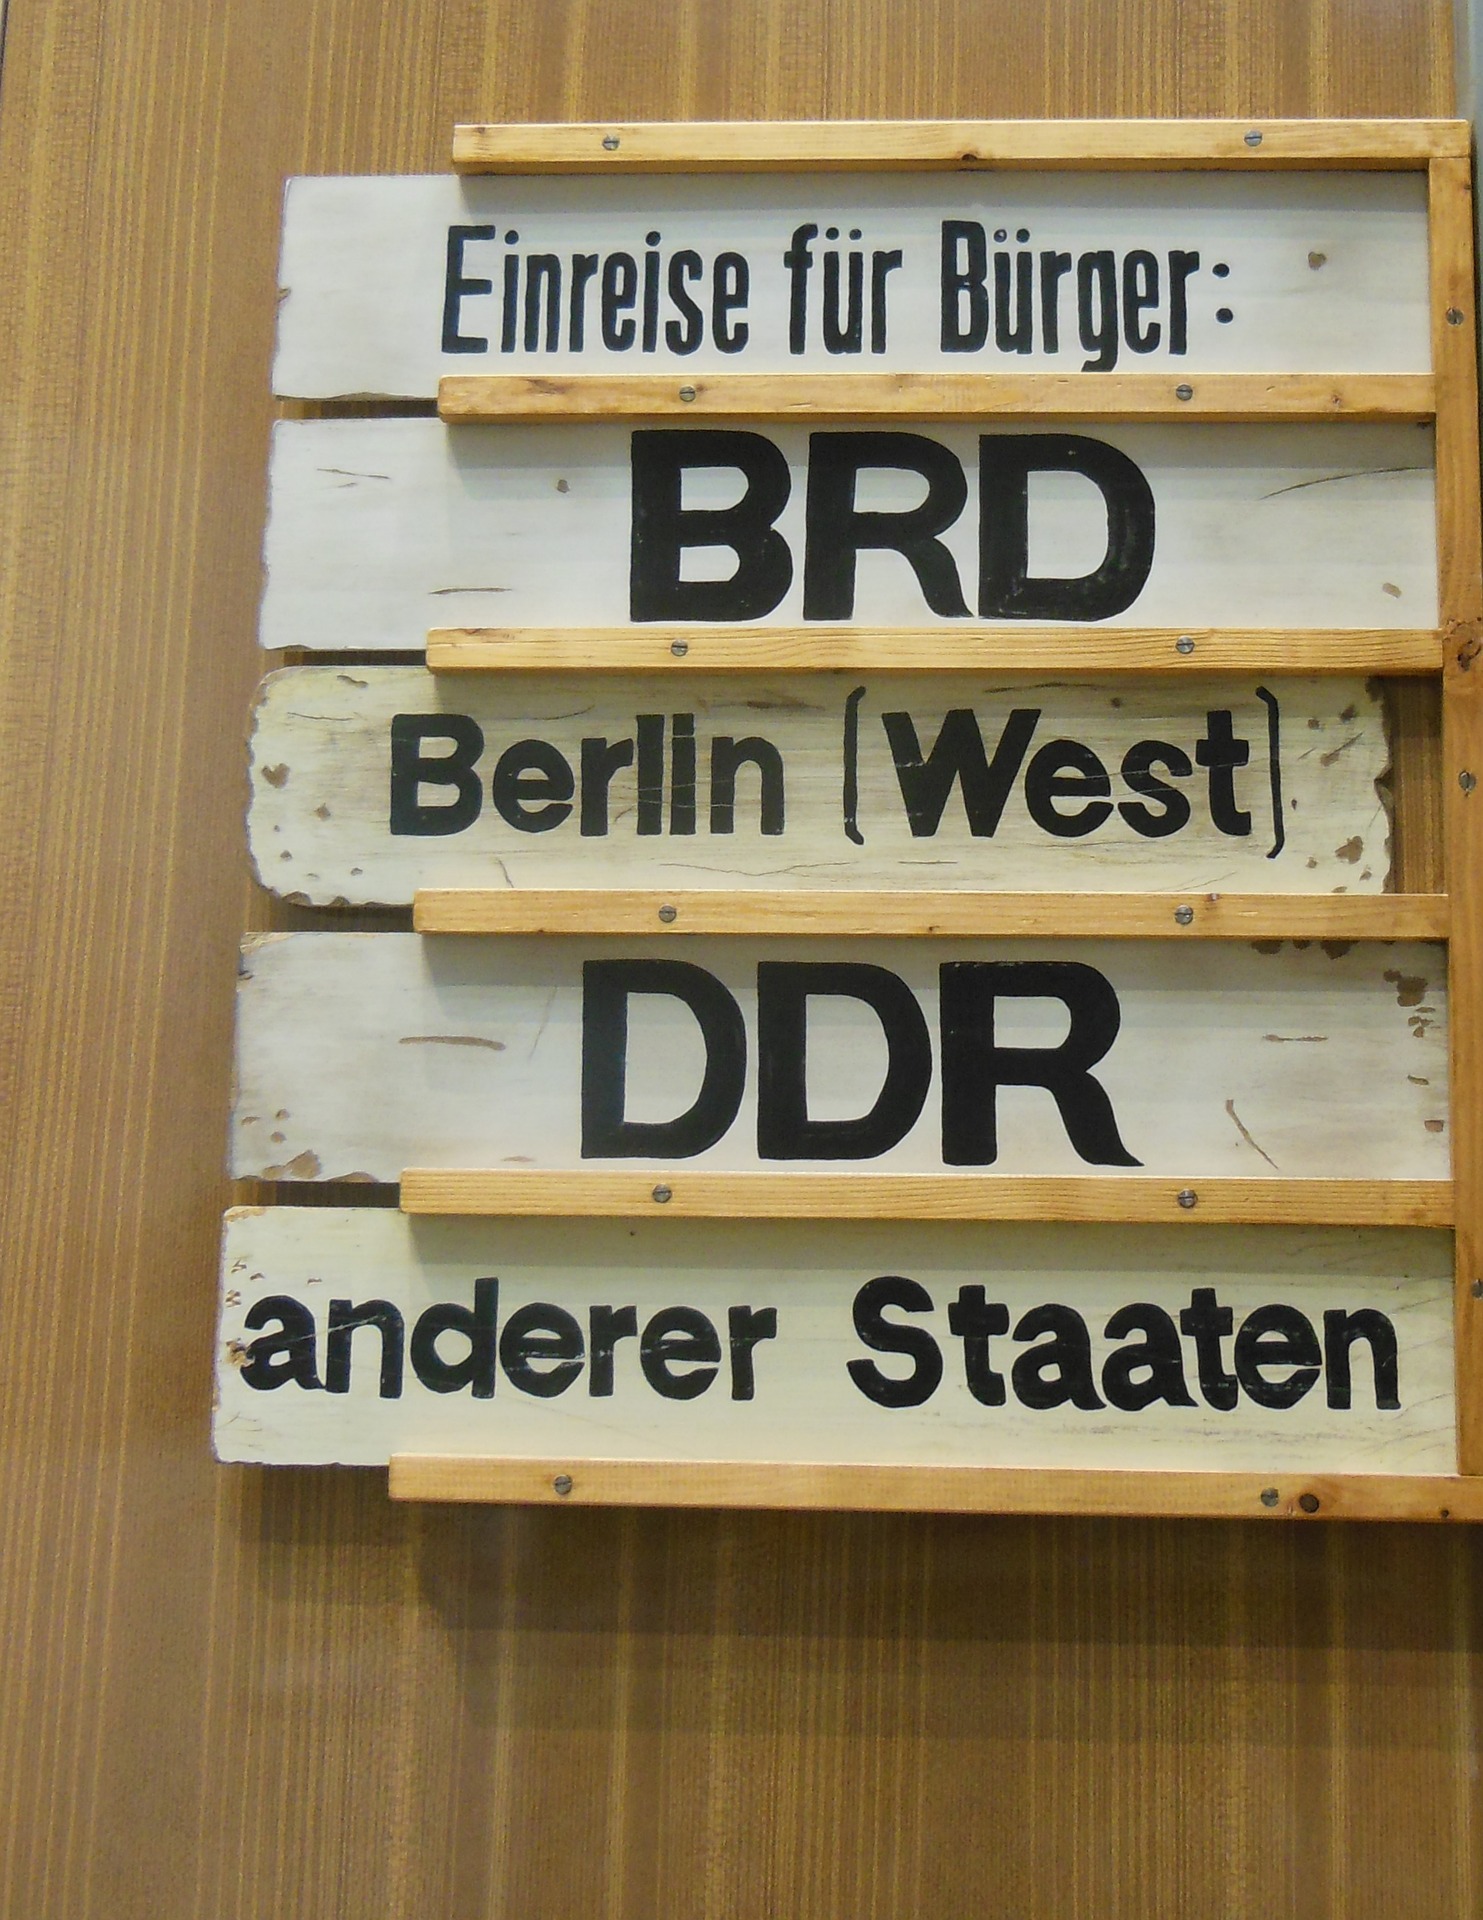 Einreise für Bürger:
BRD
Berlin (West)
DDR
anderer Staaten